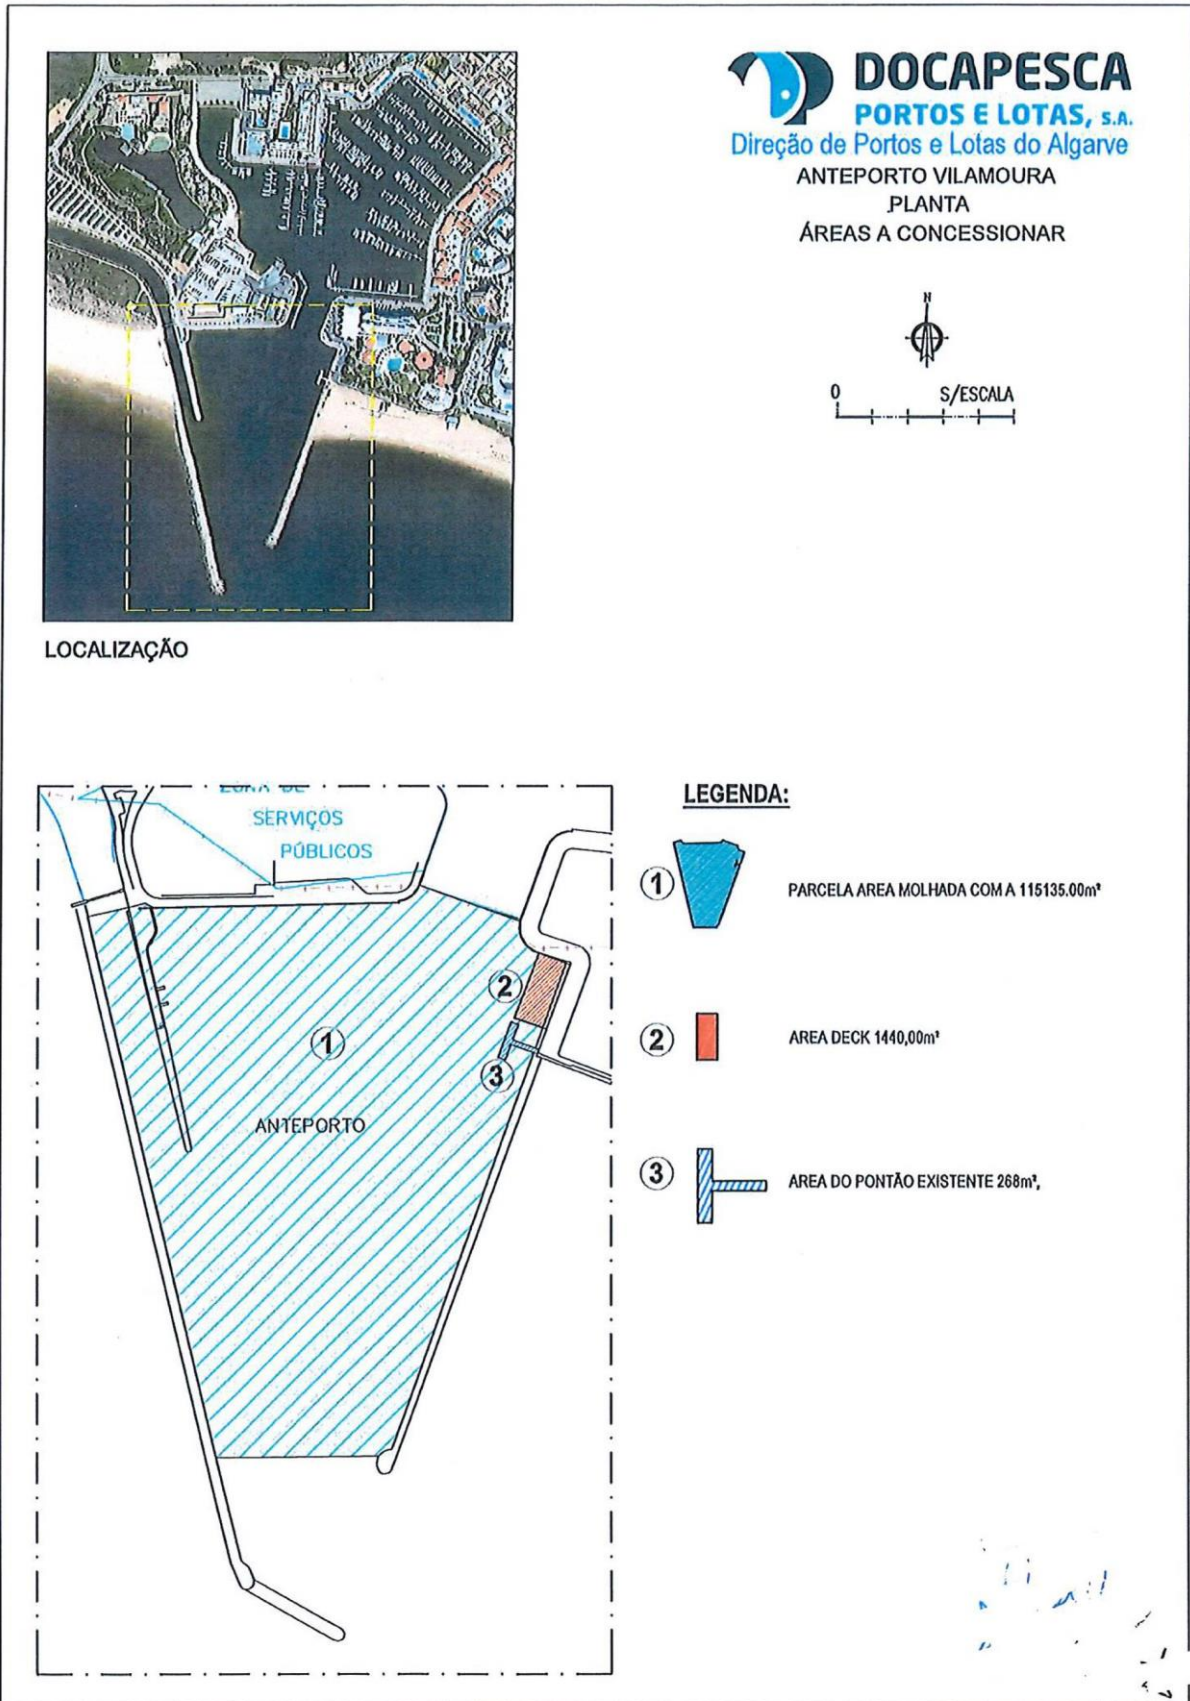 DOCAPESCA
PORTOS E LOTAS, S.A.
Direção de Portos e Lotas do Algarve
ANTEPORTO VILAMOURA
PLANTA
ÁREAS A CONCESSIONAR
N
0 S/ESCALA
LOCALIZAÇÃO
ZONA DE
SERVIÇOS
PÚBLICOS
2
1
3
ANTEPORTO
LEGENDA:
1 PARCELA AREA MOLHADA COM A 115135.00m²
2 AREA DECK 1440,00m²
3 AREA DO PONTÃO EXISTENTE 268m²,